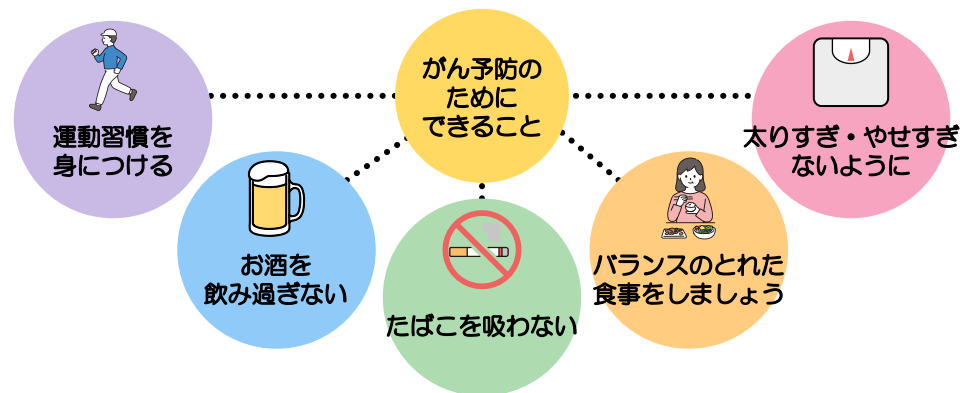 がん予防の
ために
できること
運動習慣を
身につける
お酒を
飲み過ぎない
たばこを吸わない
バランスのとれた
食事をしましょう
太りすぎ・やせすぎ
ないように